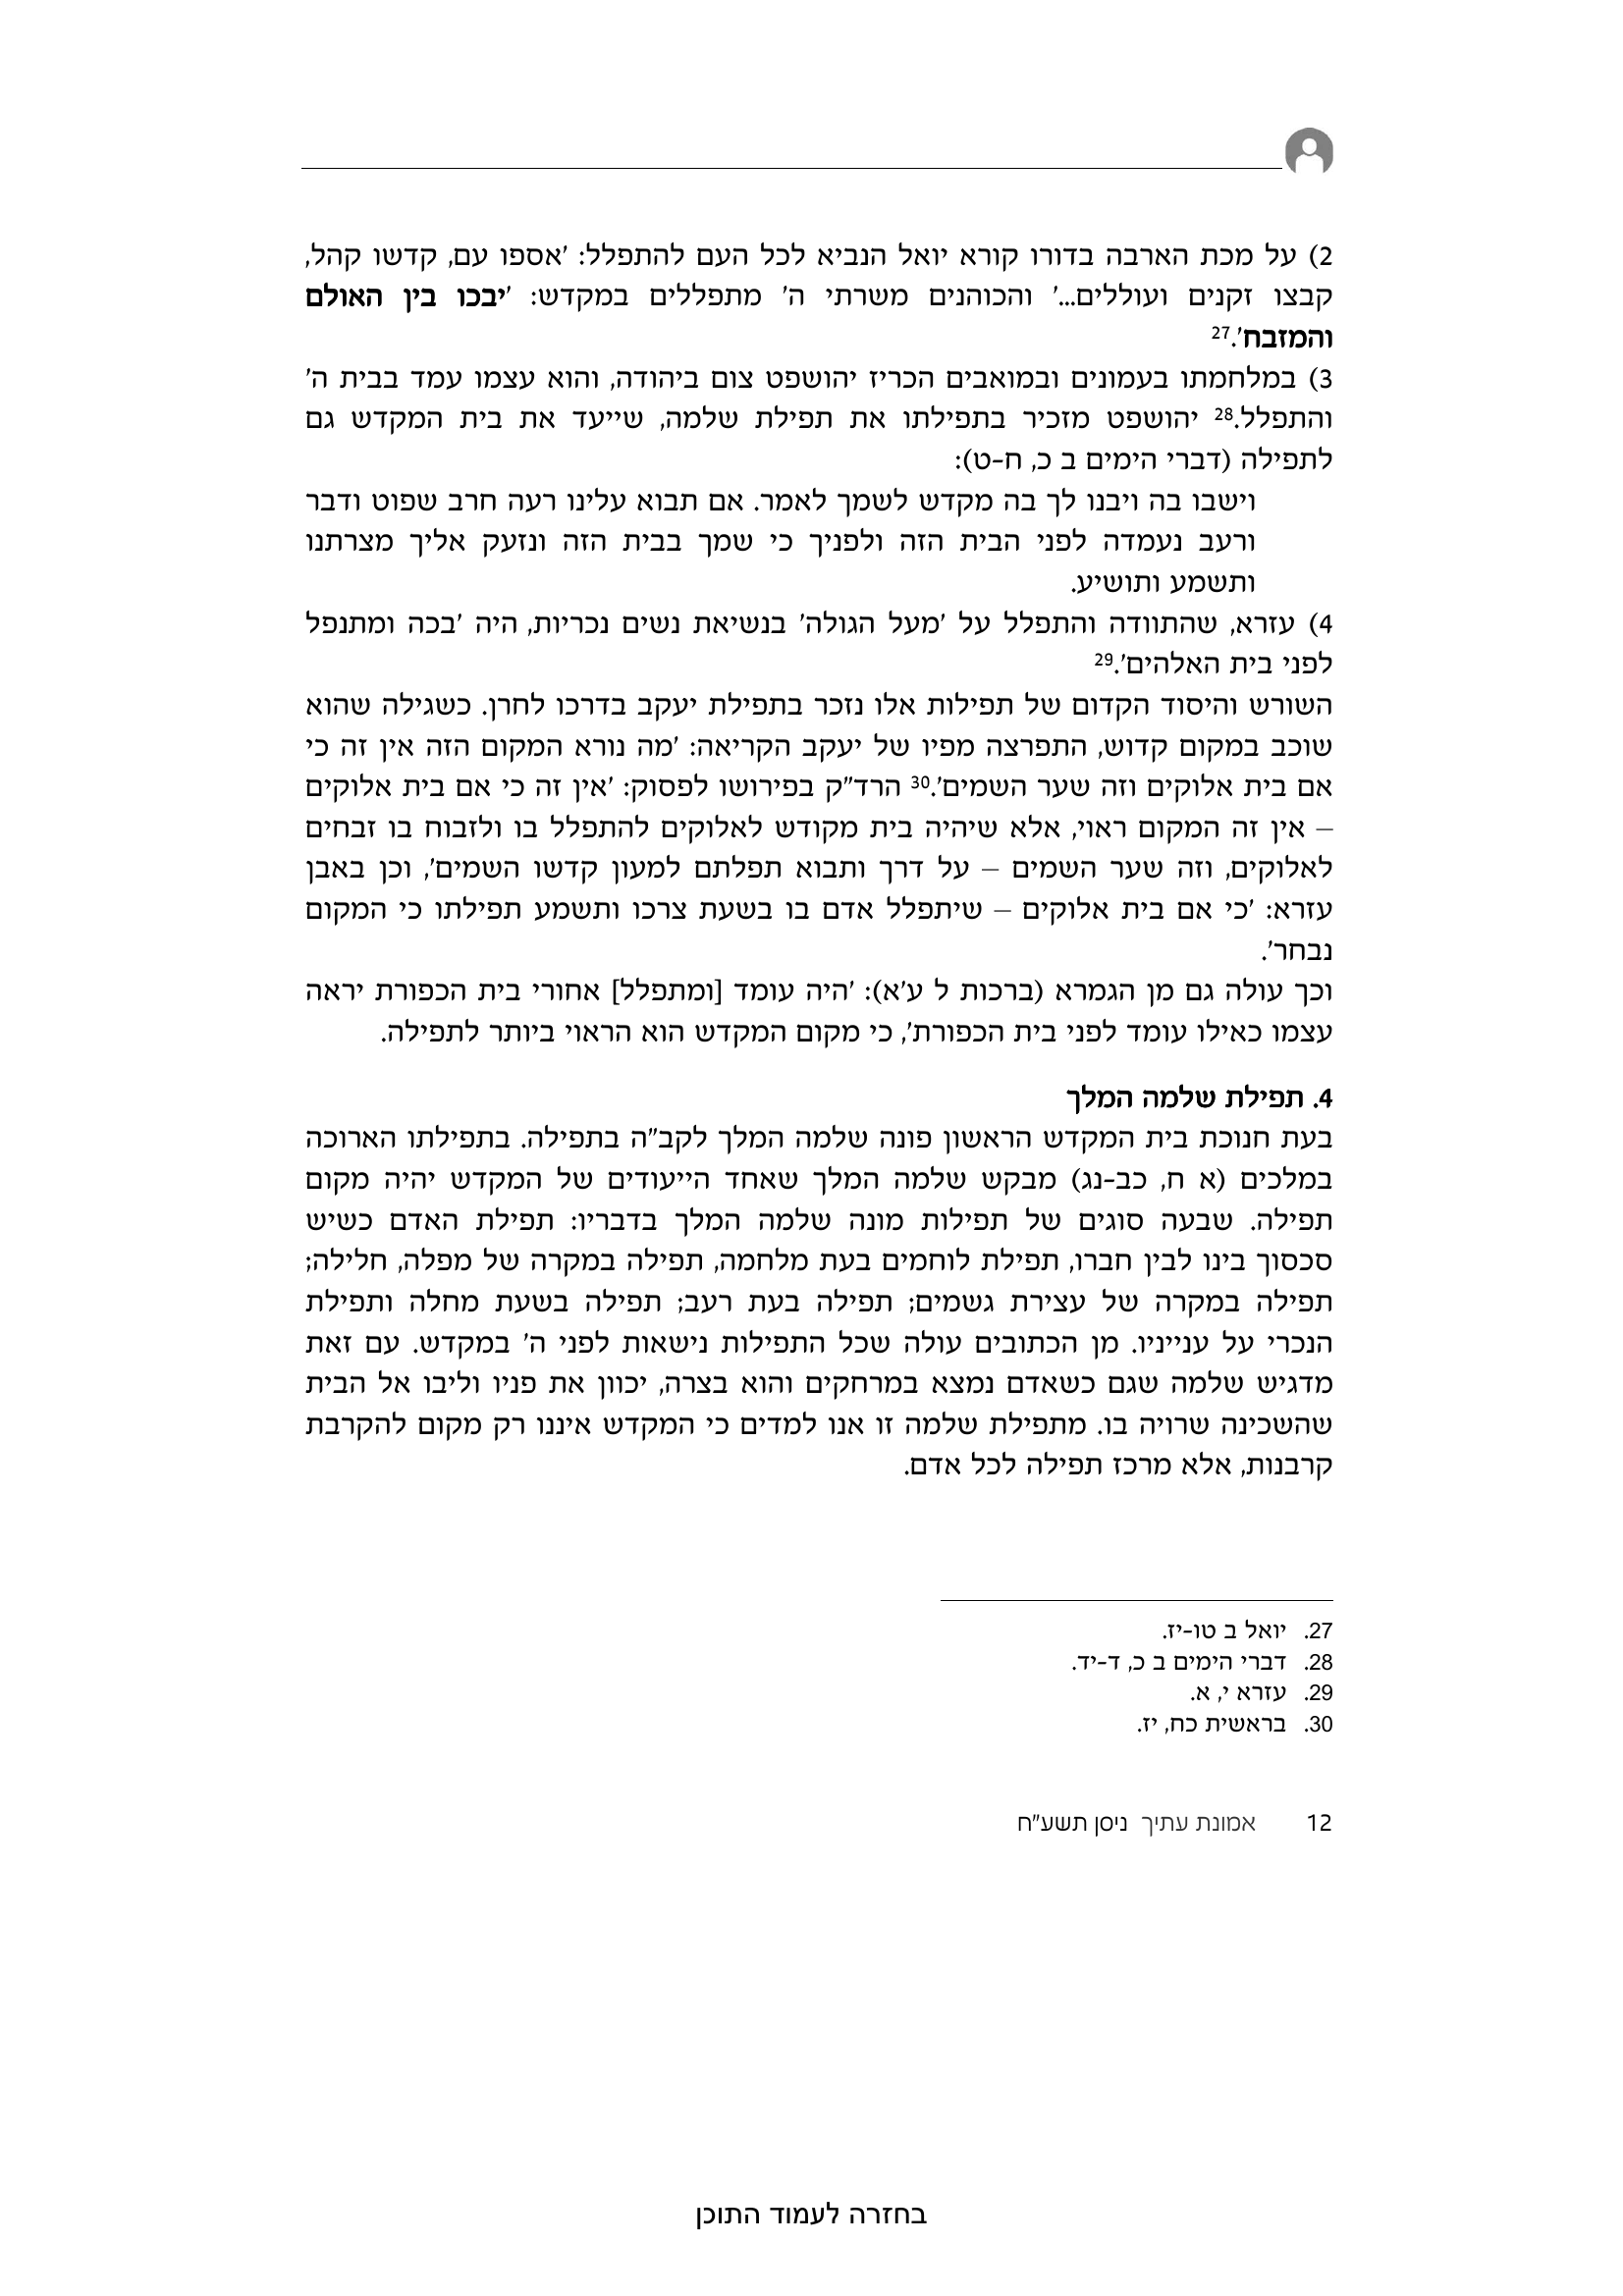 2) על מכת הארבה בדורו קורא יואל הנביא לכל העם להתפלל: 'אספו עם, קדשו קהל,
קבצו זקנים ועוללים...' והכוהנים משרתי ה' מתפללים במקדש: 'יבכו בין האולם
והמזבח'.27
3) במלחמתו בעמונים ובמואבים הכריז יהושפט צום ביהודה, והוא עצמו עמד בבית ה'
והתפלל.28 יהושפט מזכיר בתפילתו את תפילת שלמה, שייעד את בית המקדש גם
לתפילה (דברי הימים ב כ, ח-ט):
וישבו בה ויבנו לך בה מקדש לשמך לאמר. אם תבוא עלינו רעה חרב שפוט ודבר
ורעב נעמדה לפני הבית הזה ולפניך כי שמך בבית הזה ונזעק אליך מצרתנו
ותשמע ותושיע.
4) עזרא, שהתוודה והתפלל על 'מעל הגולה' בנשיאת נשים נכריות, היה 'בכה ומתנפל
לפני בית האלהים'.29
השורש והיסוד הקדום של תפילות אלו נזכר בתפילת יעקב בדרכו לחרן. כשגילה שהוא
שוכב במקום קדוש, התפרצה מפיו של יעקב הקריאה: 'מה נורא המקום הזה אין זה כי
אם בית אלוקים וזה שער השמים'.30 הרד"ק בפירושו לפסוק: 'אין זה כי אם בית אלוקים
– אין זה המקום ראוי, אלא שיהיה בית מקודש לאלוקים להתפלל בו ולזבוח בו זבחים
לאלוקים, וזה שער השמים – על דרך ותבוא תפלתם למעון קדשו השמים', וכן באבן
עזרא: 'כי אם בית אלוקים – שיתפלל אדם בו בשעת צרכו ותשמע תפילתו כי המקום
נבחר'.
וכך עולה גם מן הגמרא (ברכות ל ע'א): 'היה עומד [ומתפלל] אחורי בית הכפורת יראה
עצמו כאילו עומד לפני בית הכפורת', כי מקום המקדש הוא הראוי ביותר לתפילה.
4. תפילת שלמה המלך
בעת חנוכת בית המקדש הראשון פונה שלמה המלך לקב"ה בתפילה. בתפילתו הארוכה
במלכים (א ח, כב-נג) מבקש שלמה המלך שאחד הייעודים של המקדש יהיה מקום
תפילה. שבעה סוגים של תפילות מונה שלמה המלך בדבריו: תפילת האדם כשיש
סכסוך בינו לבין חברו, תפילת לוחמים בעת מלחמה, תפילה במקרה של מפלה, חלילה;
תפילה במקרה של עצירת גשמים; תפילה בעת רעב; תפילה בשעת מחלה ותפילת
הנכרי על ענייניו. מן הכתובים עולה שכל התפילות נישאות לפני ה' במקדש. עם זאת
מדגיש שלמה שגם כשאדם נמצא במרחקים והוא בצרה, יכוון את פניו וליבו אל הבית
שהשכינה שרויה בו. מתפילת שלמה זו אנו למדים כי המקדש איננו רק מקום להקרבת
קרבנות, אלא מרכז תפילה לכל אדם.
27. יואל ב טו-יז.
28. דברי הימים ב כ, ד-יד.
29. עזרא י, א.
30. בראשית כח, יז.
12 אמונת עתיך ניסן תשע"ח
בחזרה לעמוד התוכן